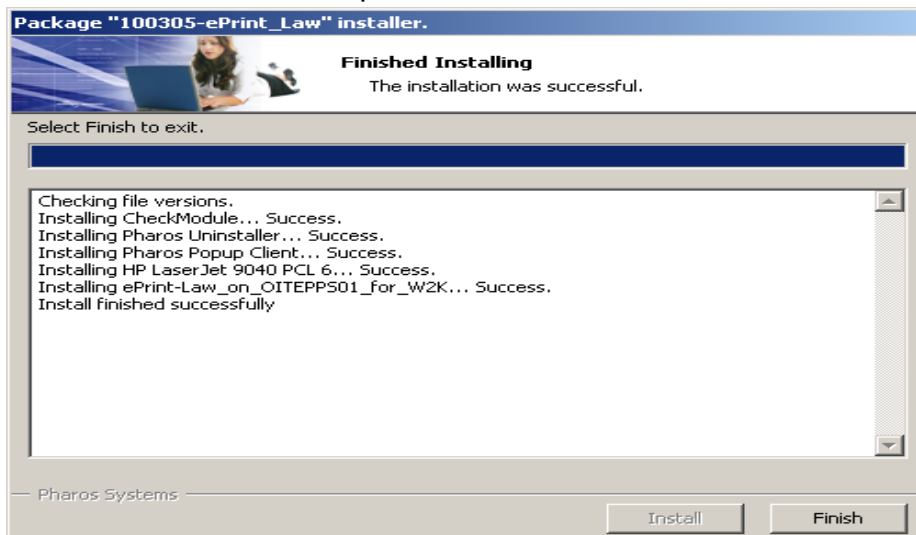 Package "100305-ePrint_Law" installer.
Finished Installing
The installation was successful.
Select Finish to exit.
Checking file versions.
Installing CheckModule... Success.
Installing Pharos Uninstaller... Success.
Installing Pharos Popup Client... Success.
Installing HP LaserJet 9040 PCL 6... Success.
Installing ePrint-Law_on_OITEPPS01_for_W2K... Success.
Install finished successfully
Pharos Systems
Install
Finish